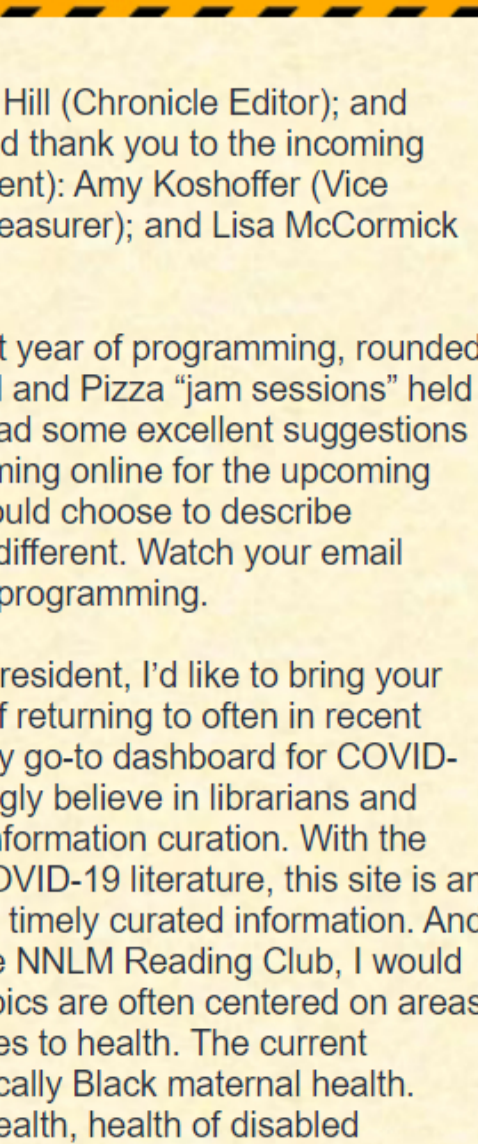 Hill (Chronicle Editor); and
d thank you to the incoming
ent): Amy Koshoffer (Vice
easurer); and Lisa McCormick
t year of programming, rounded
l and Pizza “jam sessions” held
ad some excellent suggestions
ming online for the upcoming
ould choose to describe
different. Watch your email
programming.
resident, I’d like to bring your
f returning to often in recent
y go-to dashboard for COVID-
gly believe in librarians and
nformation curation. With the
OVID-19 literature, this site is an
timely curated information. And
e NNLM Reading Club, I would
pics are often centered on areas
es to health. The current
cally Black maternal health.
ealth, health of disabled